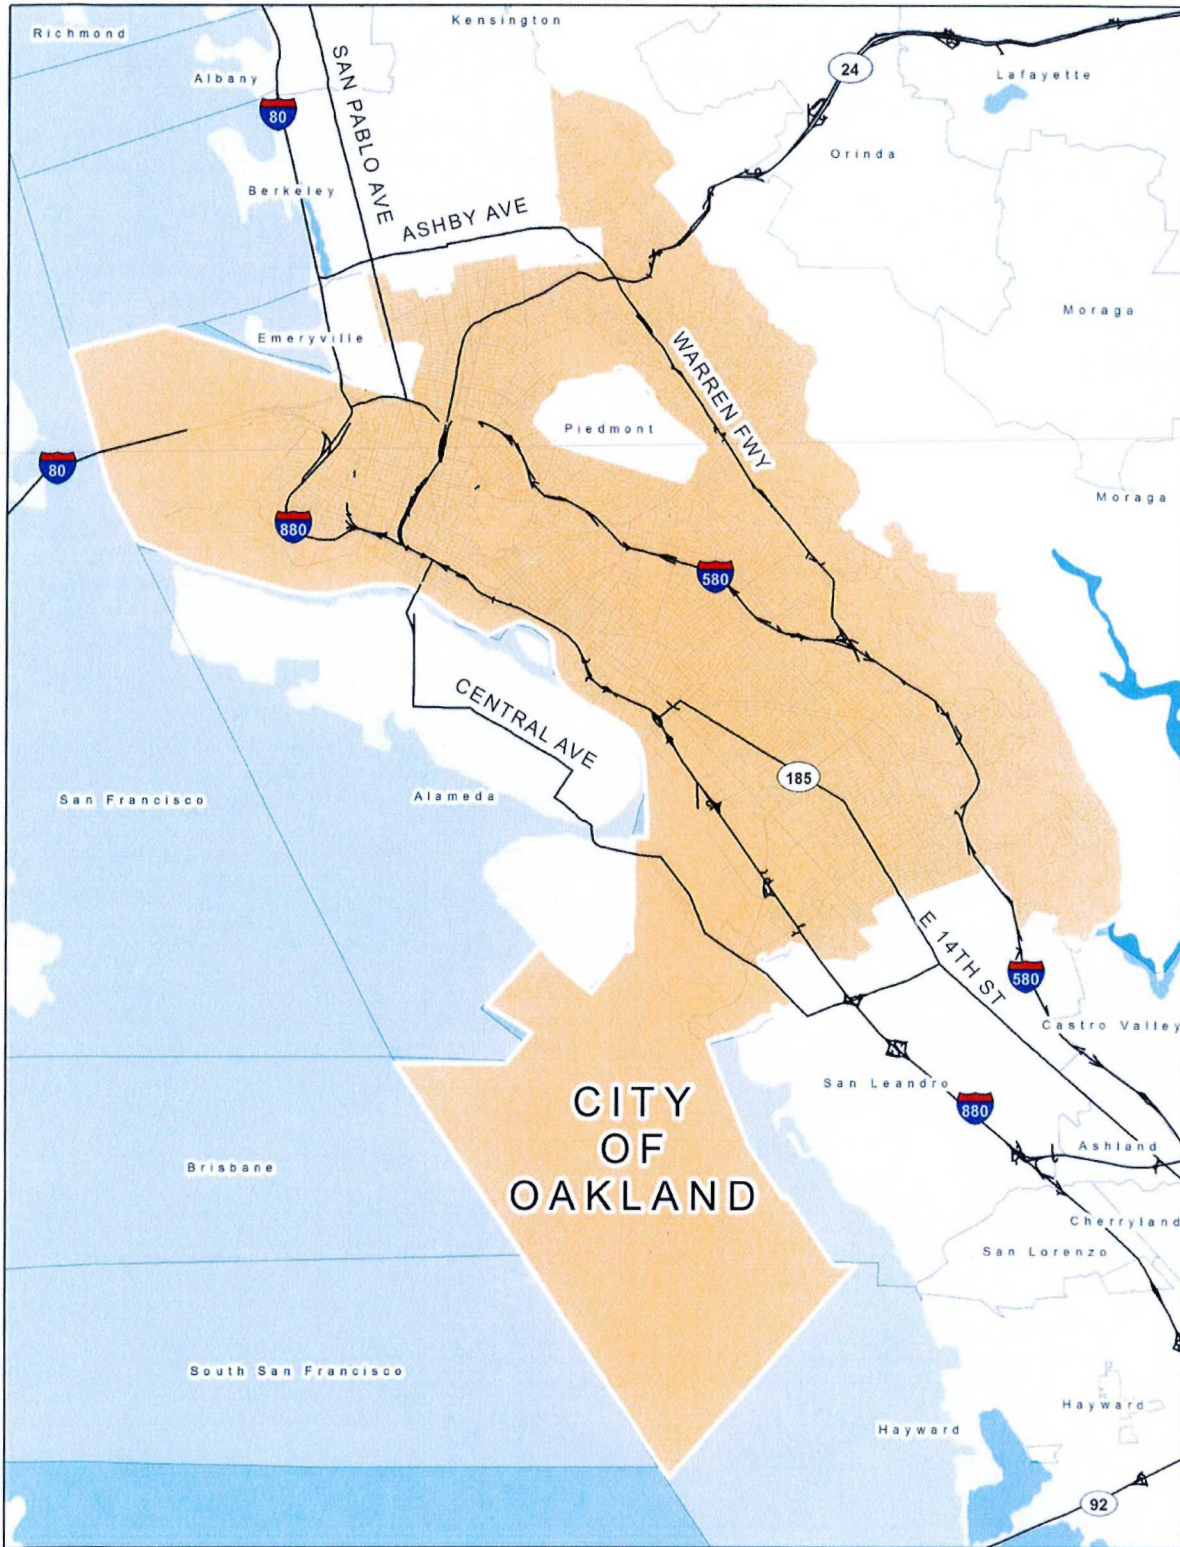 Richmond
Kensington
Albany
80
SAN PABLO AVE
24
Lafayette
Orinda
Berkeley
ASHBY AVE
Moraga
Emeryville
WARREN FWY
Piedmont
80
Moraga
880
580
CENTRAL AVE
185
San Francisco
Alameda
E 14TH ST
580
Castro Valley
San Leandro
CITY
OF
OAKLAND
880
Ashland
Brisbane
Cherryland
San Lorenzo
South San Francisco
Hayward
Hayward
92